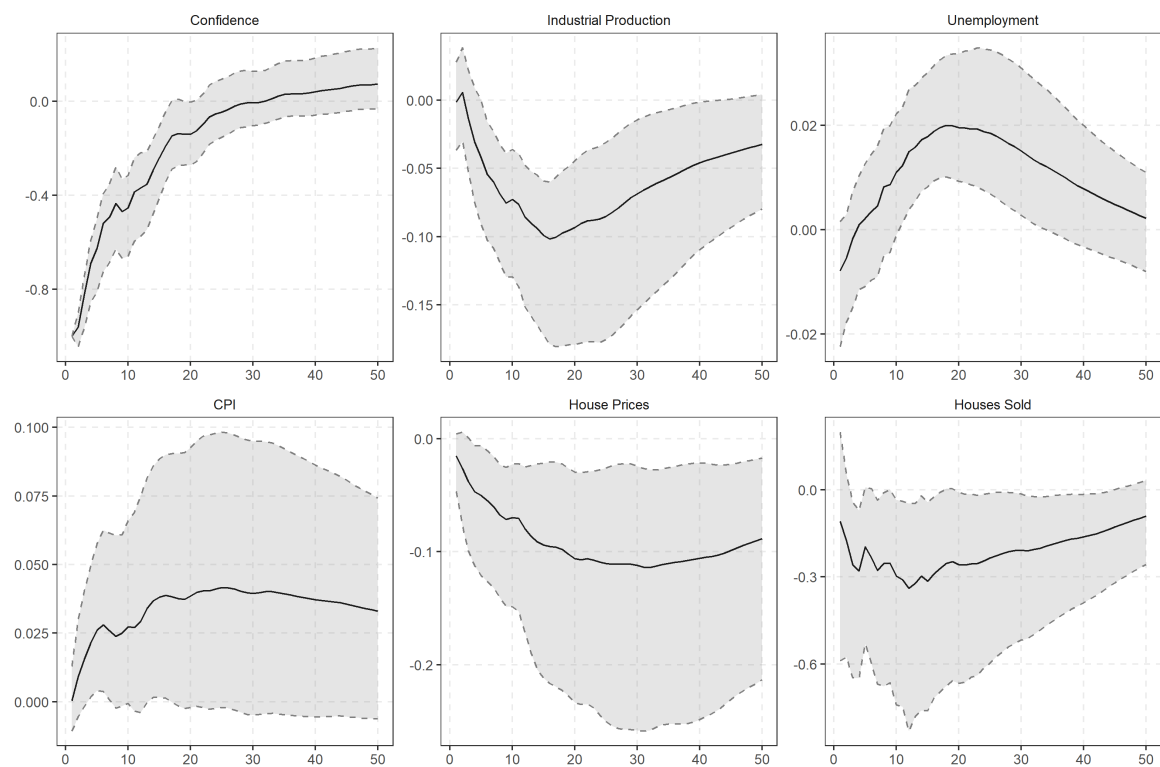 Confidence
Industrial Production
Unemployment
0.0
-0.4
-0.8
0 10 20 30 40 50
0.00
-0.05
-0.10
-0.15
0 10 20 30 40 50
0.02
0.00
-0.02
0 10 20 30 40 50
CPI
House Prices
Houses Sold
0.100
0.075
0.050
0.025
0.000
0 10 20 30 40 50
0.0
-0.1
-0.2
0 10 20 30 40 50
0.0
-0.3
-0.6
0 10 20 30 40 50